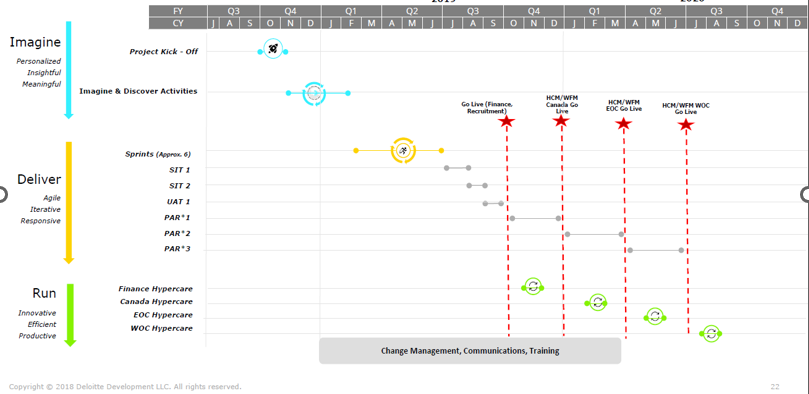 FY Q3 Q4 Q1 Q2 Q3 Q4 Q1 Q2 Q3 Q4
CY J A S O N D J F M A M J J A S O N D J F M A M J J A S O N D
Imagine
Personalized
Insightful
Meaningful
Project Kick - Off
Imagine & Discover Activities
Go Live (Finance,
Recruitment)
HCM/WFM
Canada Go
Live
HCM/WFM
EOC Go Live
HCM/WFM WOC
Go Live
Deliver
Agile
Iterative
Responsive
Sprints (Approx. 6)
SIT 1
SIT 2
UAT 1
PAR*1
PAR*2
PAR*3
Run
Innovative
Efficient
Productive
Finance Hypercare
Canada Hypercare
EOC Hypercare
WOC Hypercare
Change Management, Communications, Training
Copyright © 2018 Deloitte Development LLC. All rights reserved.
22